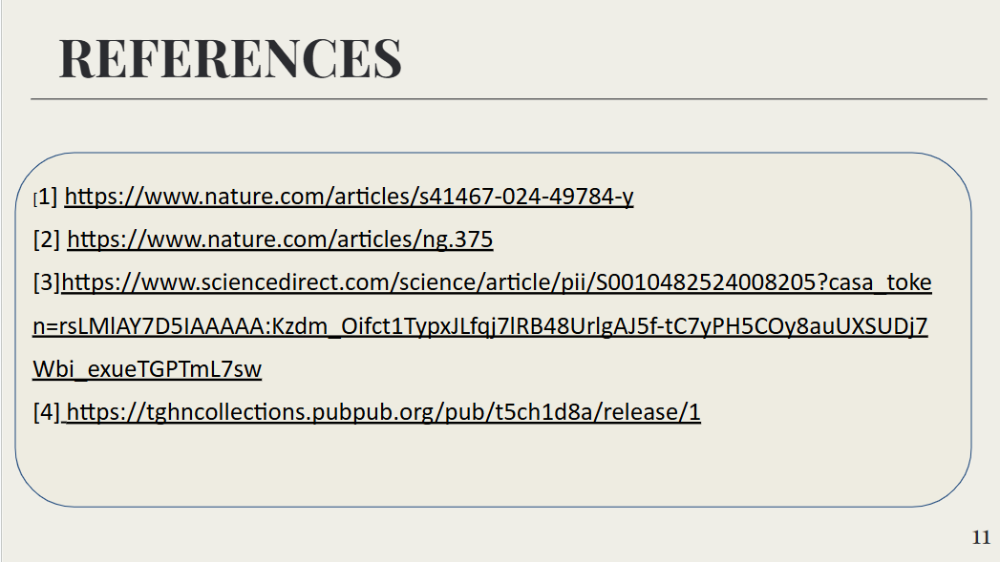 REFERENCES
[1] https://www.nature.com/articles/s41467-024-49784-y
[2] https://www.nature.com/articles/ng.375
[3]https://www.sciencedirect.com/science/article/pii/S0010482524008205?casa_toke
n=rsLMlAY7D5IAAAAA:Kzdm_Oifct1TypxJLfqj7lRB48UrlgAJ5f-tC7yPH5COy8auUXSUDj7
Wbi_exueTGPTmL7sw
[4] https://tghncollections.pubpub.org/pub/t5ch1d8a/release/1
11